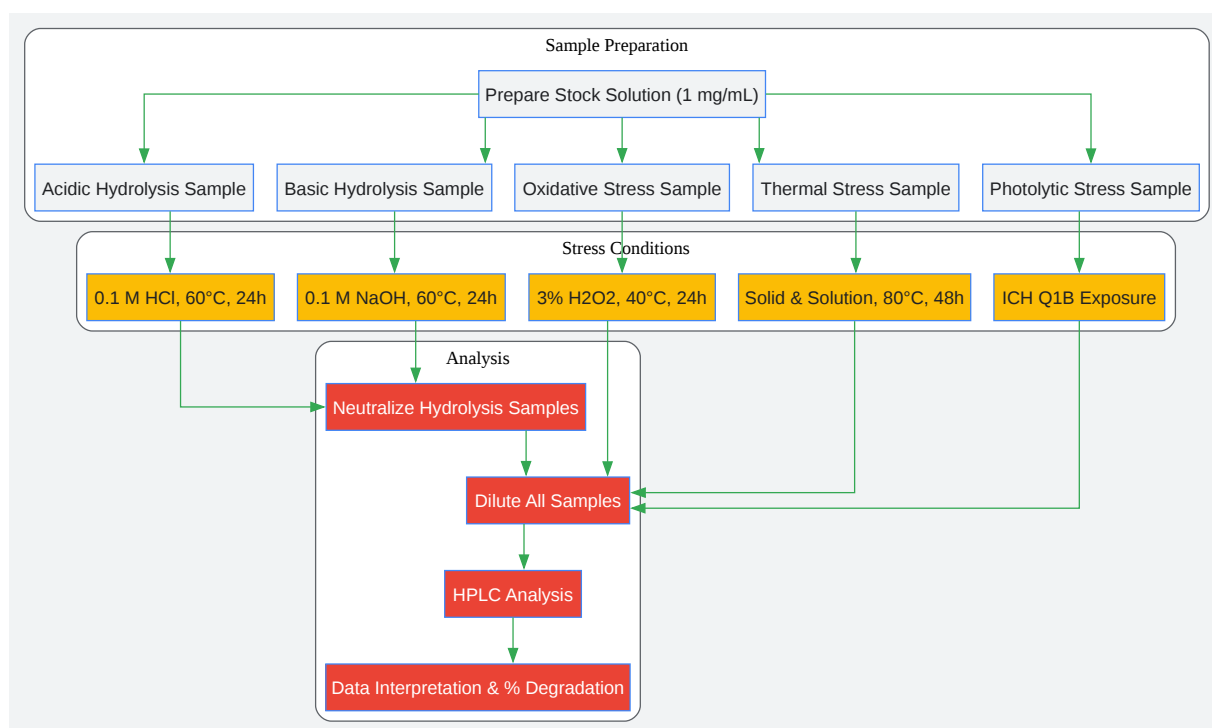 Sample Preparation
Prepare Stock Solution (1 mg/mL)
Acidic Hydrolysis Sample
Basic Hydrolysis Sample
Oxidative Stress Sample
Thermal Stress Sample
Photolytic Stress Sample
Stress Conditions
0.1 M HCl, 60°C, 24h
0.1 M NaOH, 60°C, 24h
3% H2O2, 40°C, 24h
Solid & Solution, 80°C, 48h
ICH Q1B Exposure
Analysis
Neutralize Hydrolysis Samples
Dilute All Samples
HPLC Analysis
Data Interpretation & % Degradation